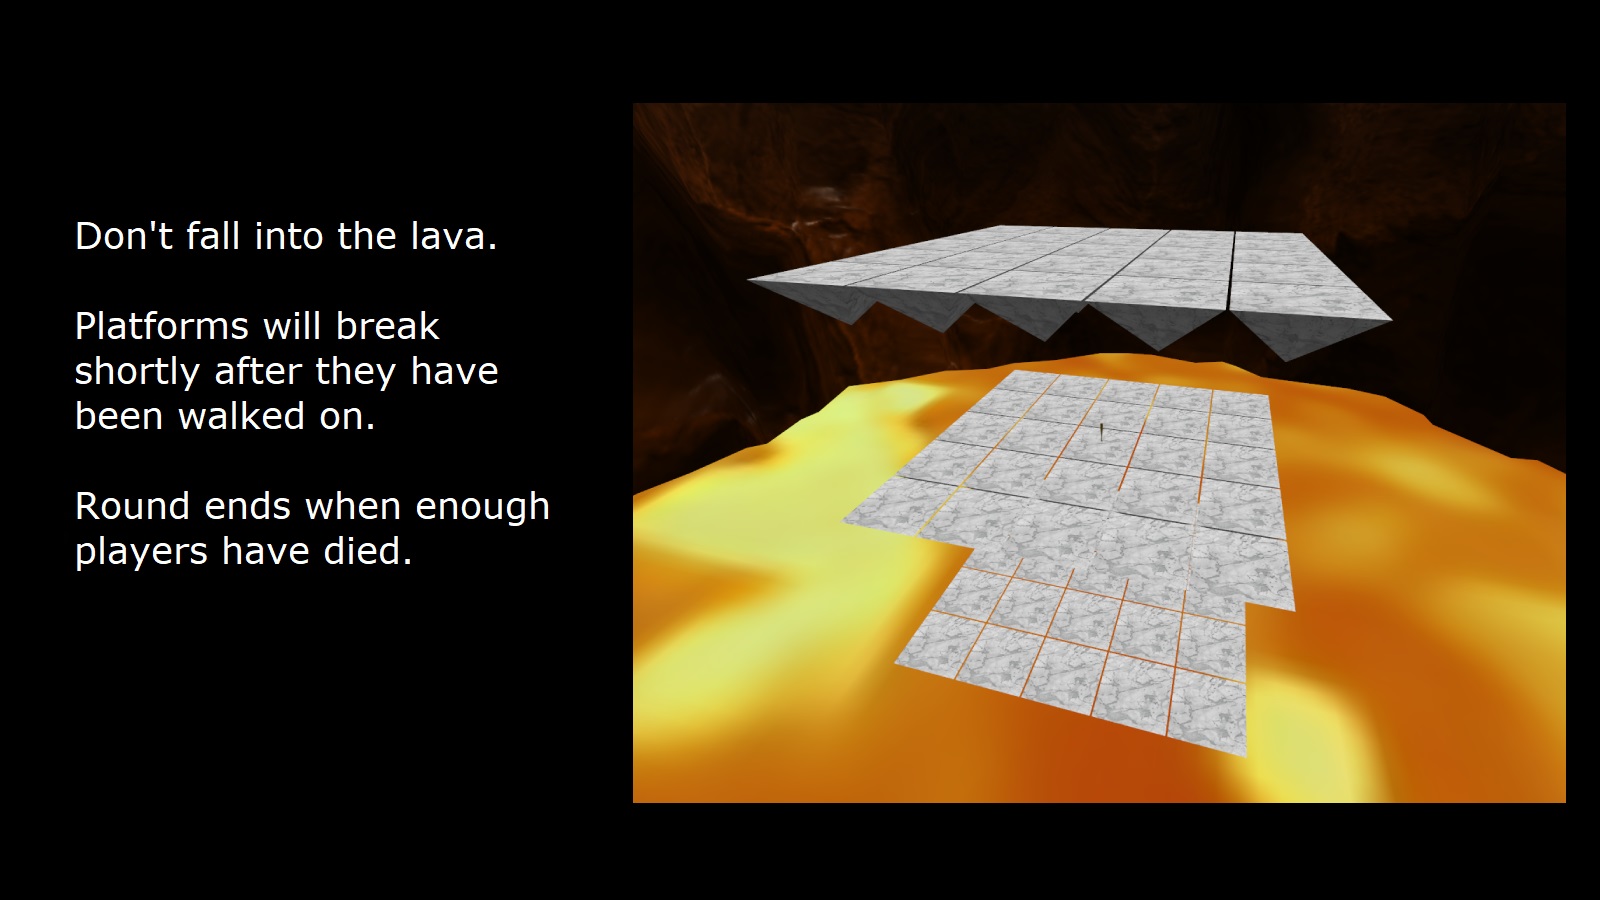 Don't fall into the lava.
Platforms will break
shortly after they have
been walked on.
Round ends when enough
players have died.